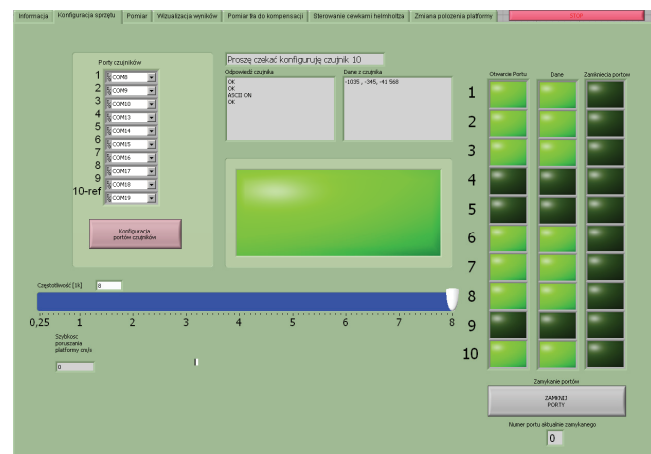 Informacja Konfiguracja sprzętu Pomiar Wizualizacja wyników Pomiar tła do kompensacji Sterowanie cewkami helmholtza Zmiana polozenia platformy STOP
Porty czujników
1 COM8
2 COM9
3 COM10
4 COM13
5 COM14
6 COM15
7 COM16
8 COM17
9 COM18
10-ref COM19
Konfiguracja
portów czujników
Proszę czekać konfiguruję czujnik 10
Odpowiedź czujnika Dane z czujnika
OK
OK
ASCII ON
OK
-1035 , -345, -41 568
Otwarcie Portu Dane Zamkniecia portow
1
2
3
4
5
6
7
8
9
10
Częstotliwość [1k] 8
0,25 1 2 3 4 5 6 7 8
Szybkosc
poruszania
platformy cm/s
0
Zamykanie portów
ZAMKNIJ
PORTY
Numer portu aktualnie zamykanego
0